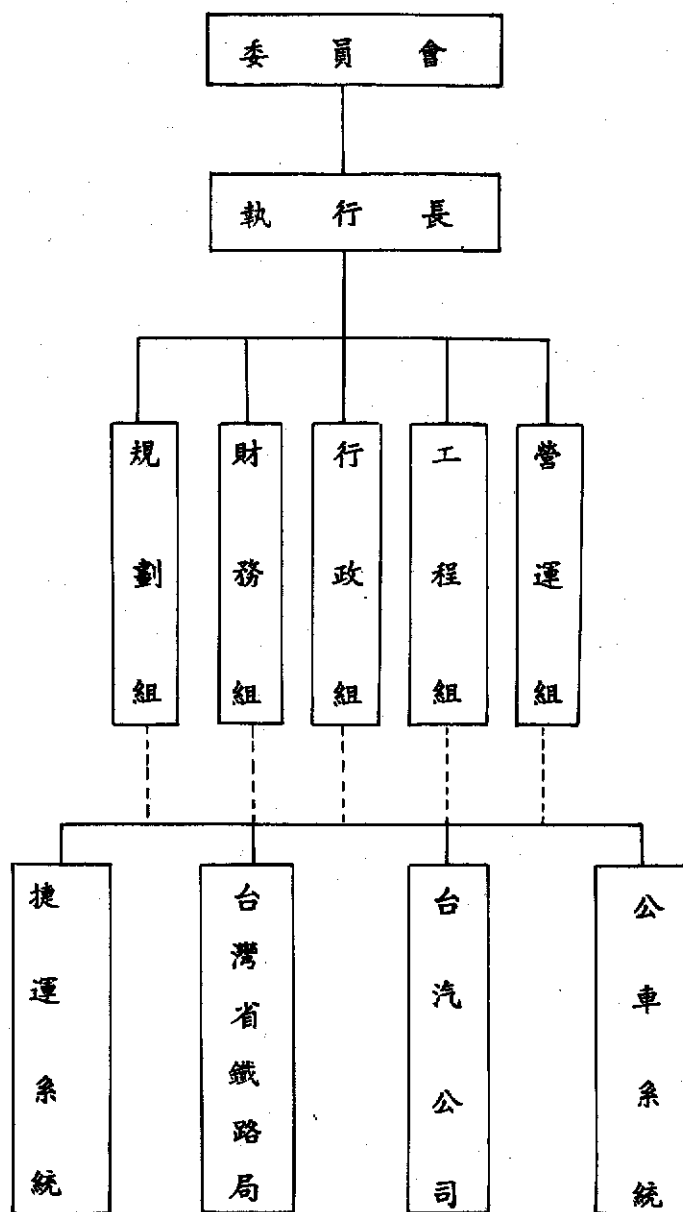 委員會
執行長
規劃組
財務組
行政組
工程組
營運組
捷運系統
台灣省鐵路局
台汽公司
公車系統